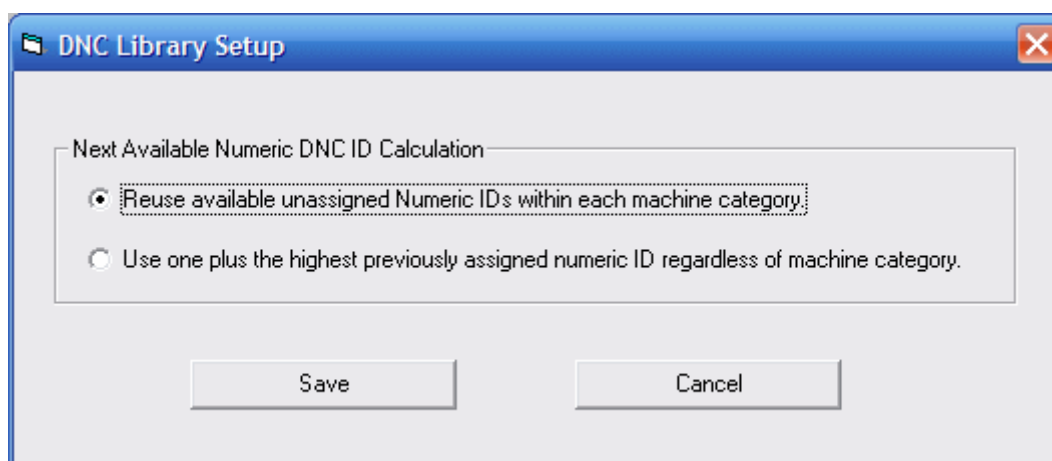 DNC Library Setup
Next Available Numeric DNC ID Calculation
Reuse available unassigned Numeric IDs within each machine category.
Use one plus the highest previously assigned numeric ID regardless of machine category.
Save Cancel